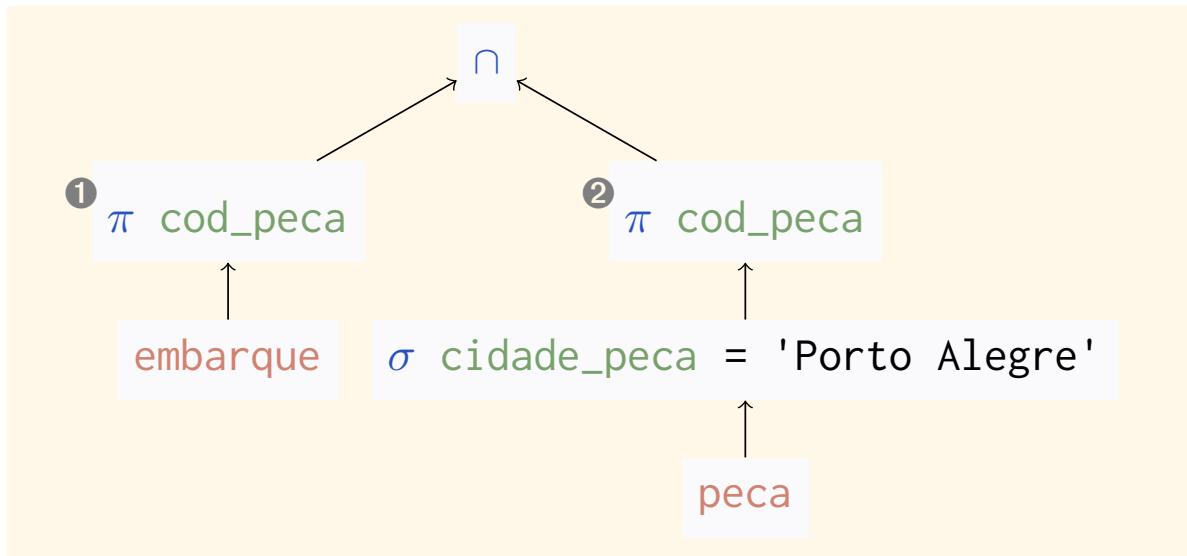 ∩
❶ π cod_peca
❷ π cod_peca
embarque
σ cidade_peca = 'Porto Alegre'
peca